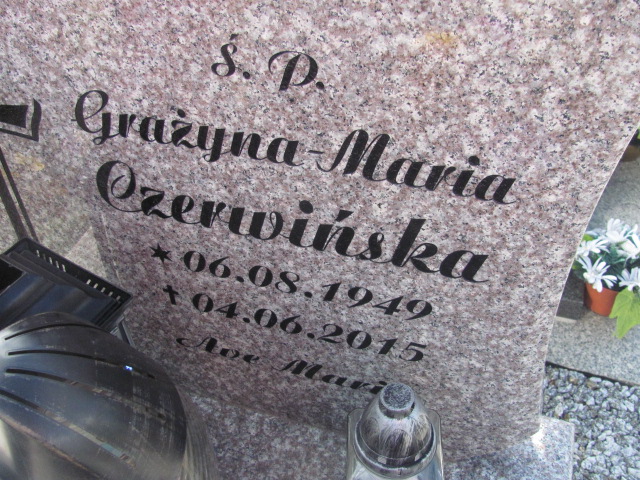 ś. P.
Grażyna-Maria
Czerwińska
* 06.08.1949
† 04.06.2015
Ave Maria